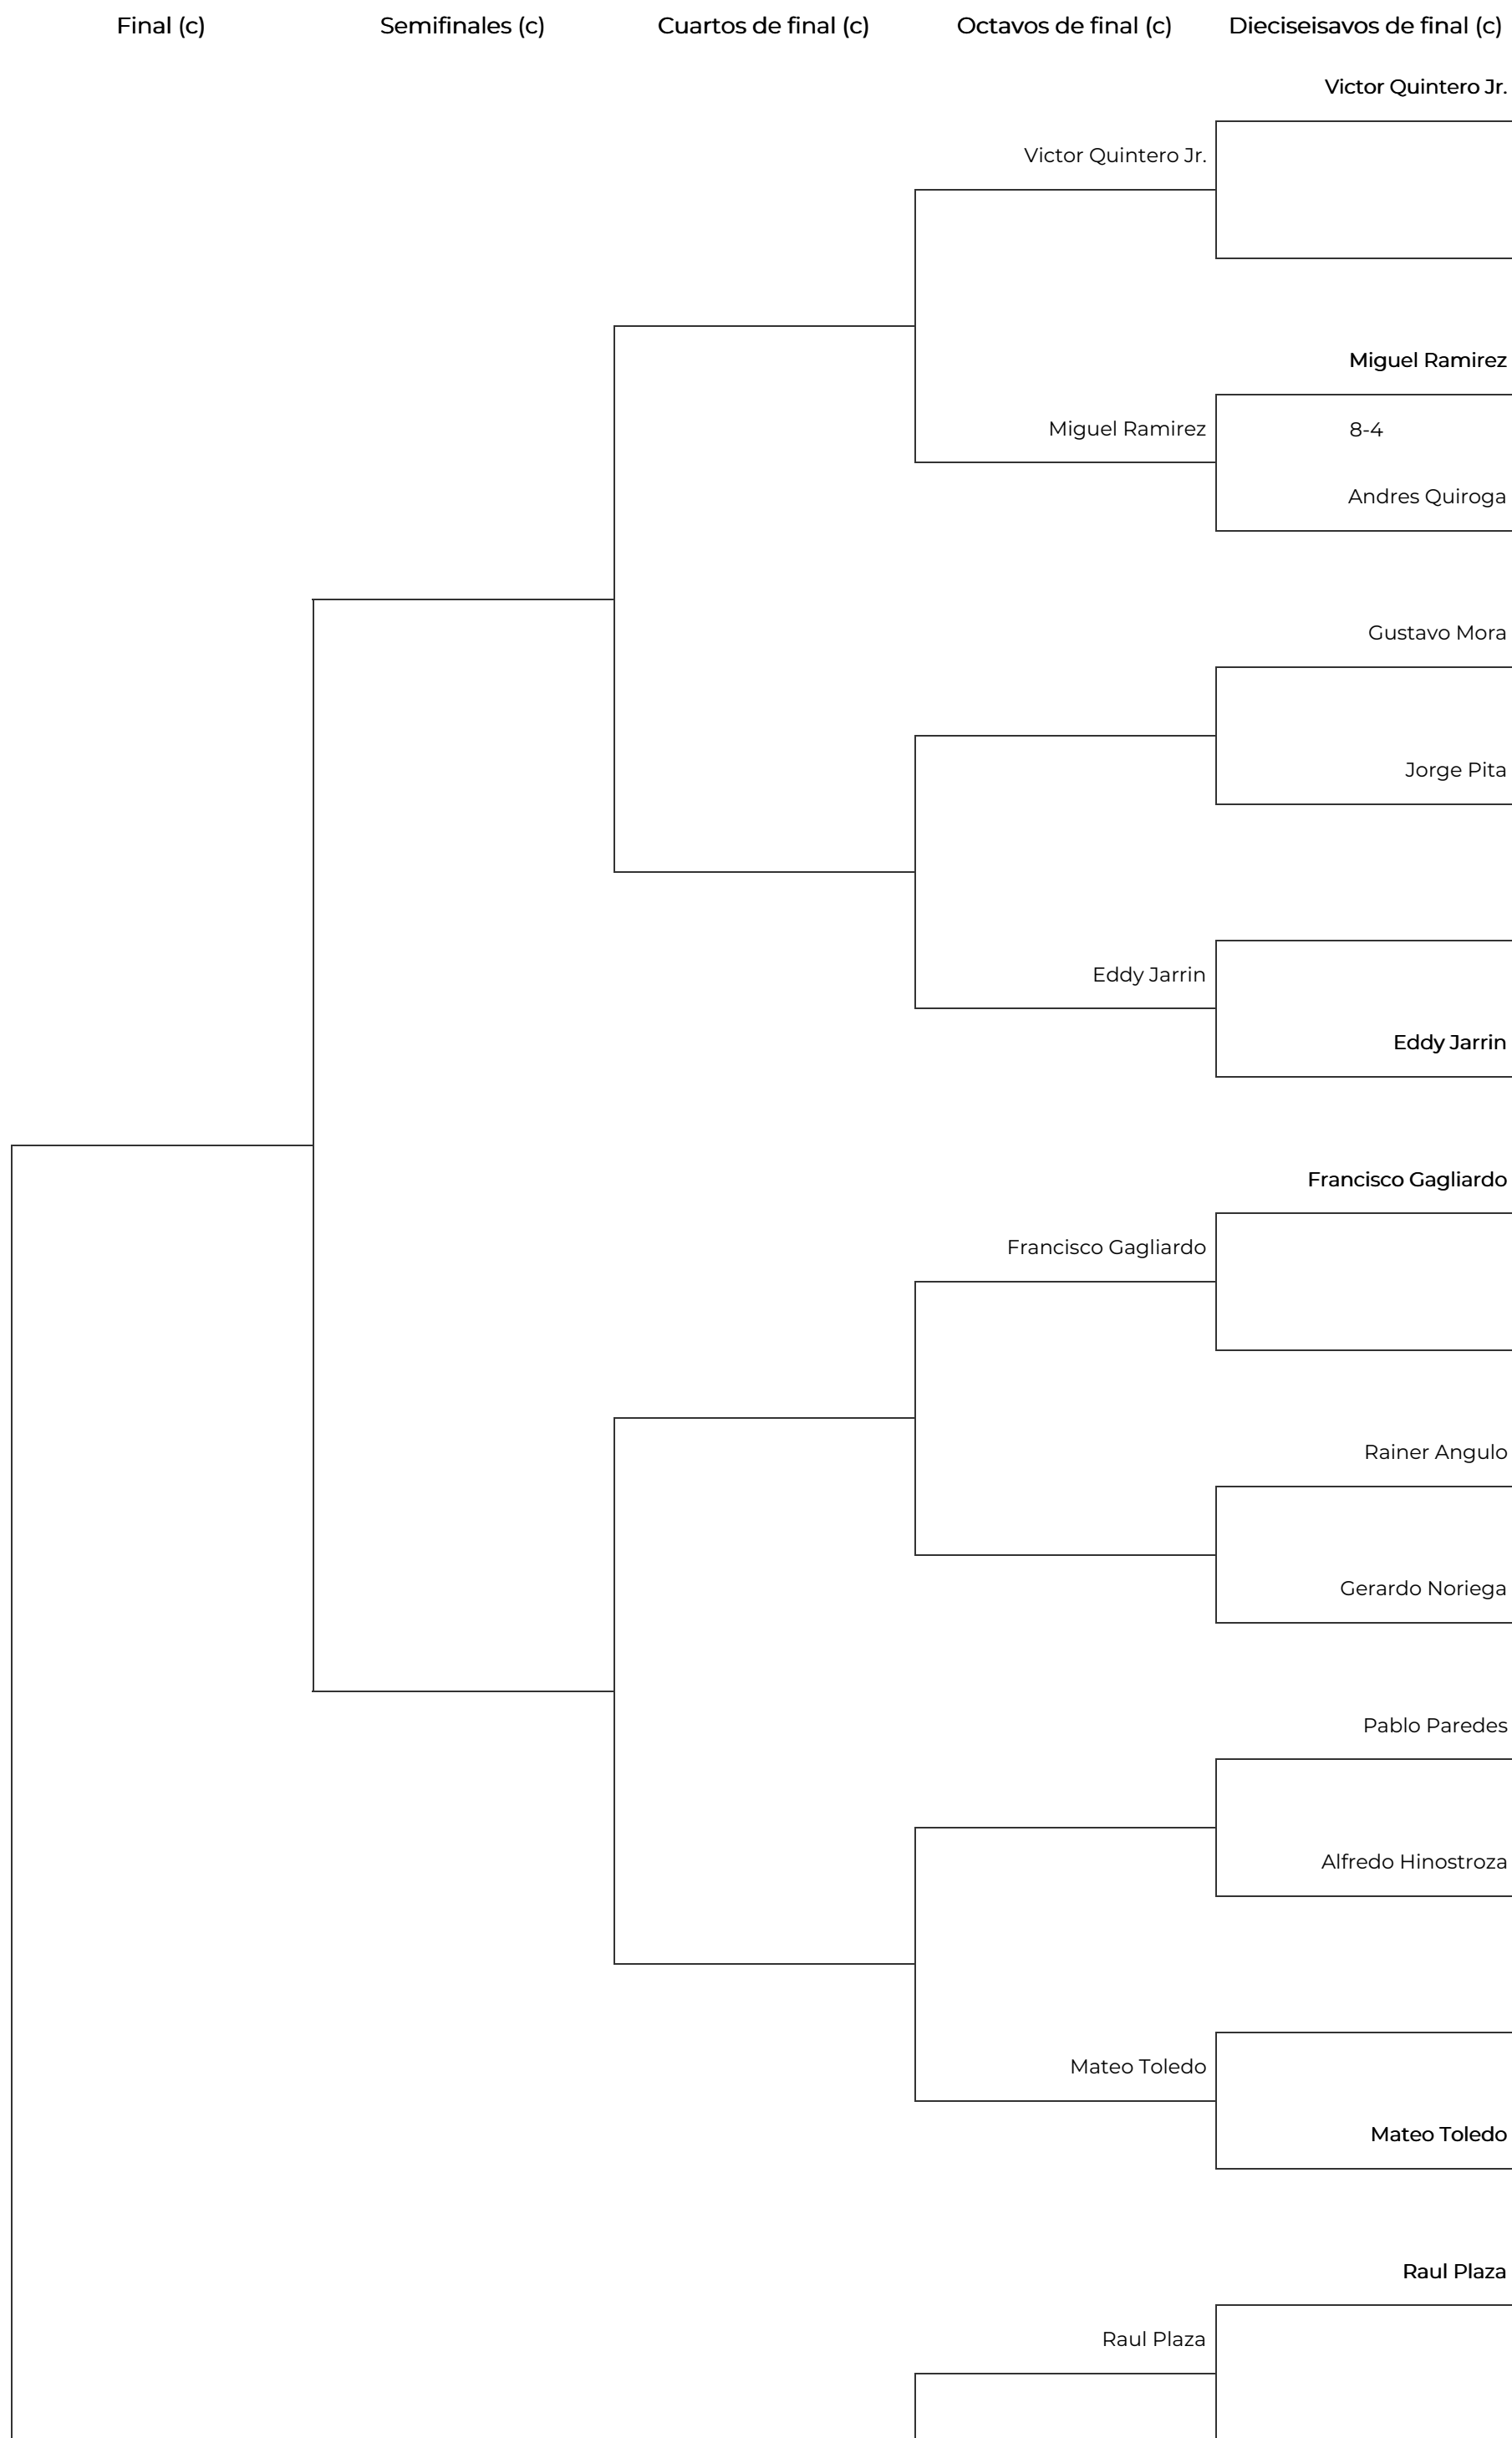 Final (c)
Semifinales (c)
Cuartos de final (c)
Octavos de final (c)
Dieciseisavos de final (c)
Victor Quintero Jr.
Victor Quintero Jr.
Miguel Ramirez
Miguel Ramirez
8-4
Andres Quiroga
Gustavo Mora
Jorge Pita
Eddy Jarrin
Eddy Jarrin
Francisco Gagliardo
Francisco Gagliardo
Rainer Angulo
Gerardo Noriega
Pablo Paredes
Alfredo Hinostroza
Mateo Toledo
Mateo Toledo
Raul Plaza
Raul Plaza